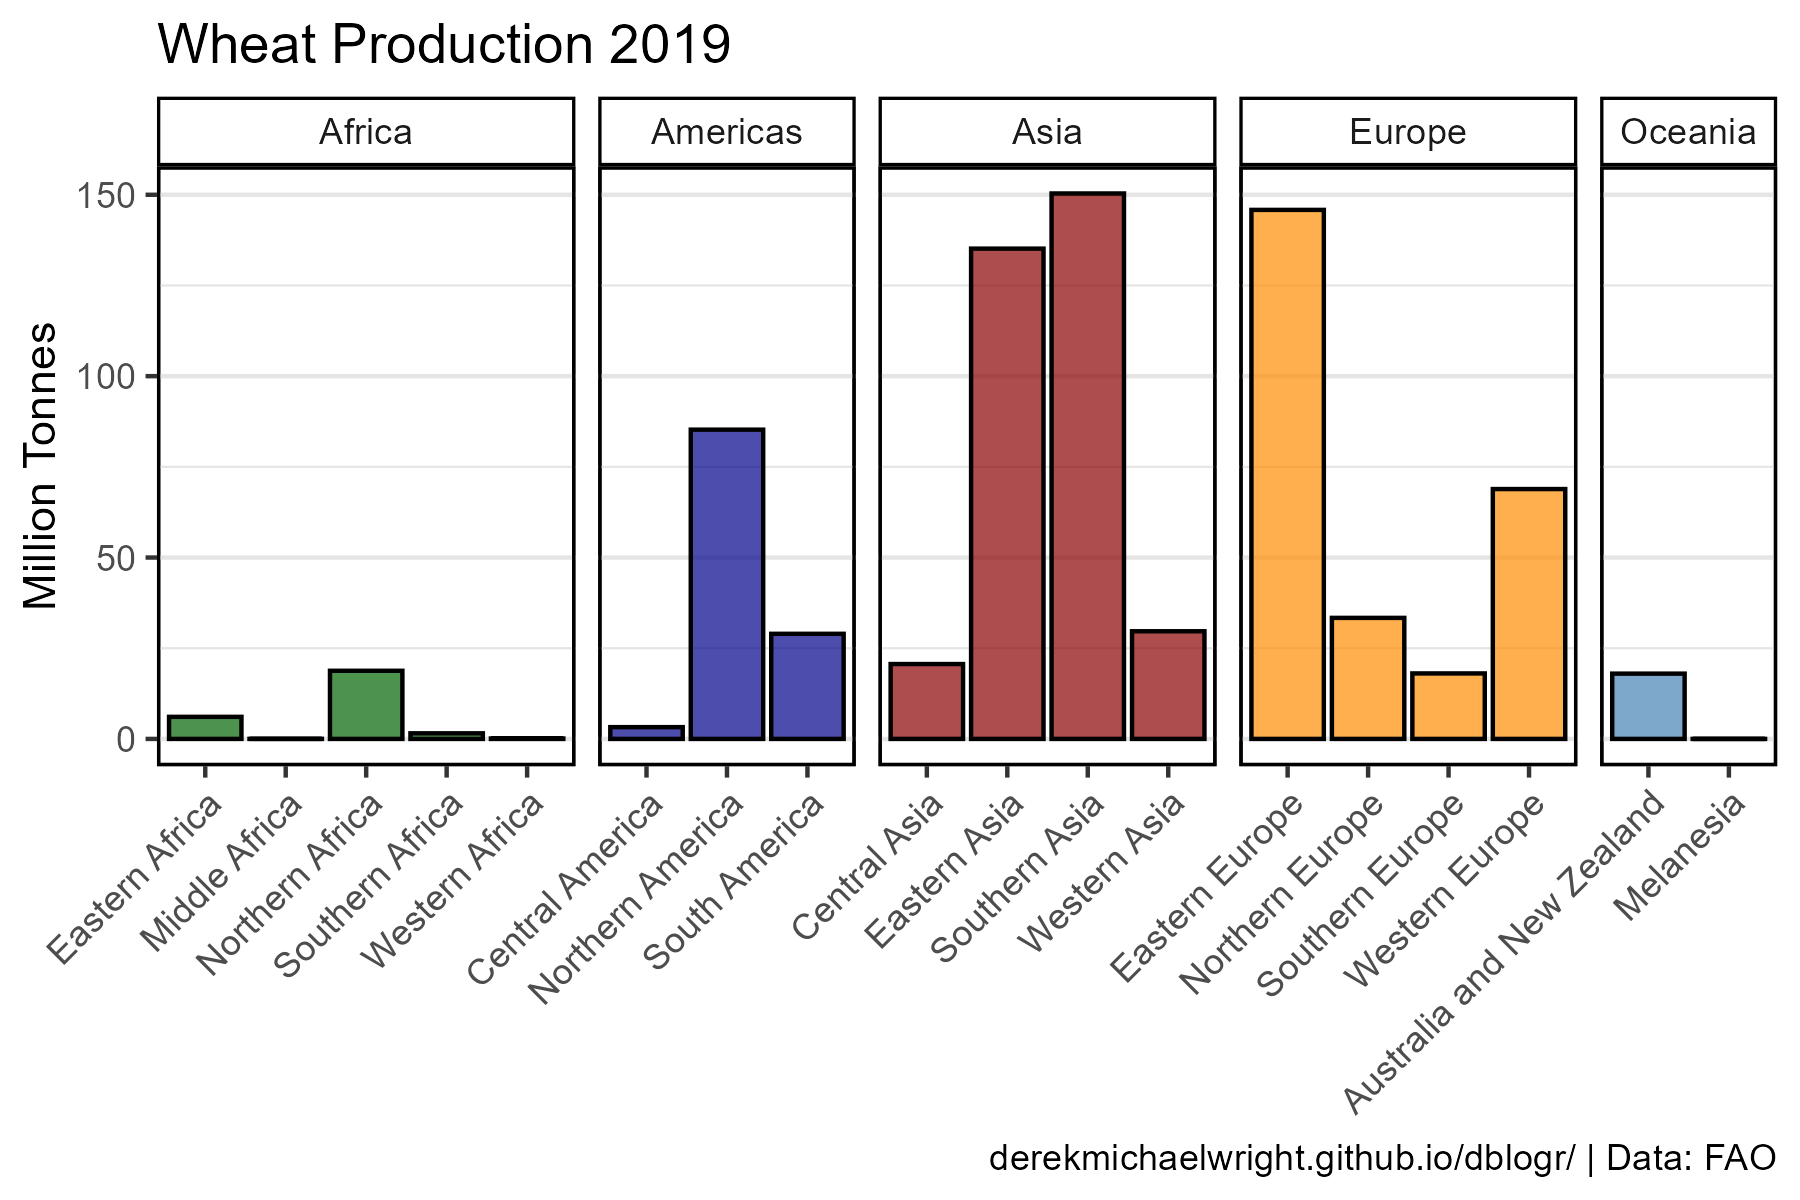 Wheat Production 2019
Africa
Americas
Asia
Europe
Oceania
Million Tonnes
150
100
50
0
Eastern Africa
Middle Africa
Northern Africa
Southern Africa
Western Africa
Central America
Northern America
South America
Central Asia
Eastern Asia
Southern Asia
Western Asia
Eastern Europe
Northern Europe
Southern Europe
Western Europe
Australia and New Zealand
Melanesia
derekmichaelwright.github.io/dblogr/ | Data: FAO